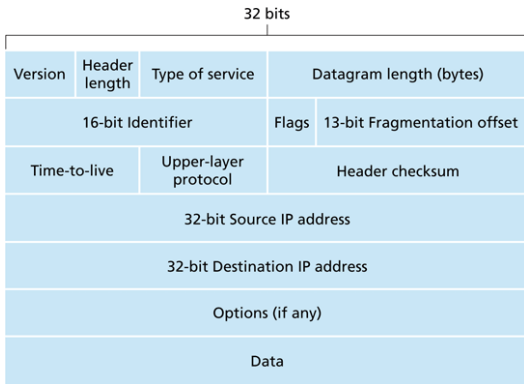 32 bits
Version
Header
length
Type of service
Datagram length (bytes)
16-bit Identifier
Flags
13-bit Fragmentation offset
Time-to-live
Upper-layer
protocol
Header checksum
32-bit Source IP address
32-bit Destination IP address
Options (if any)
Data